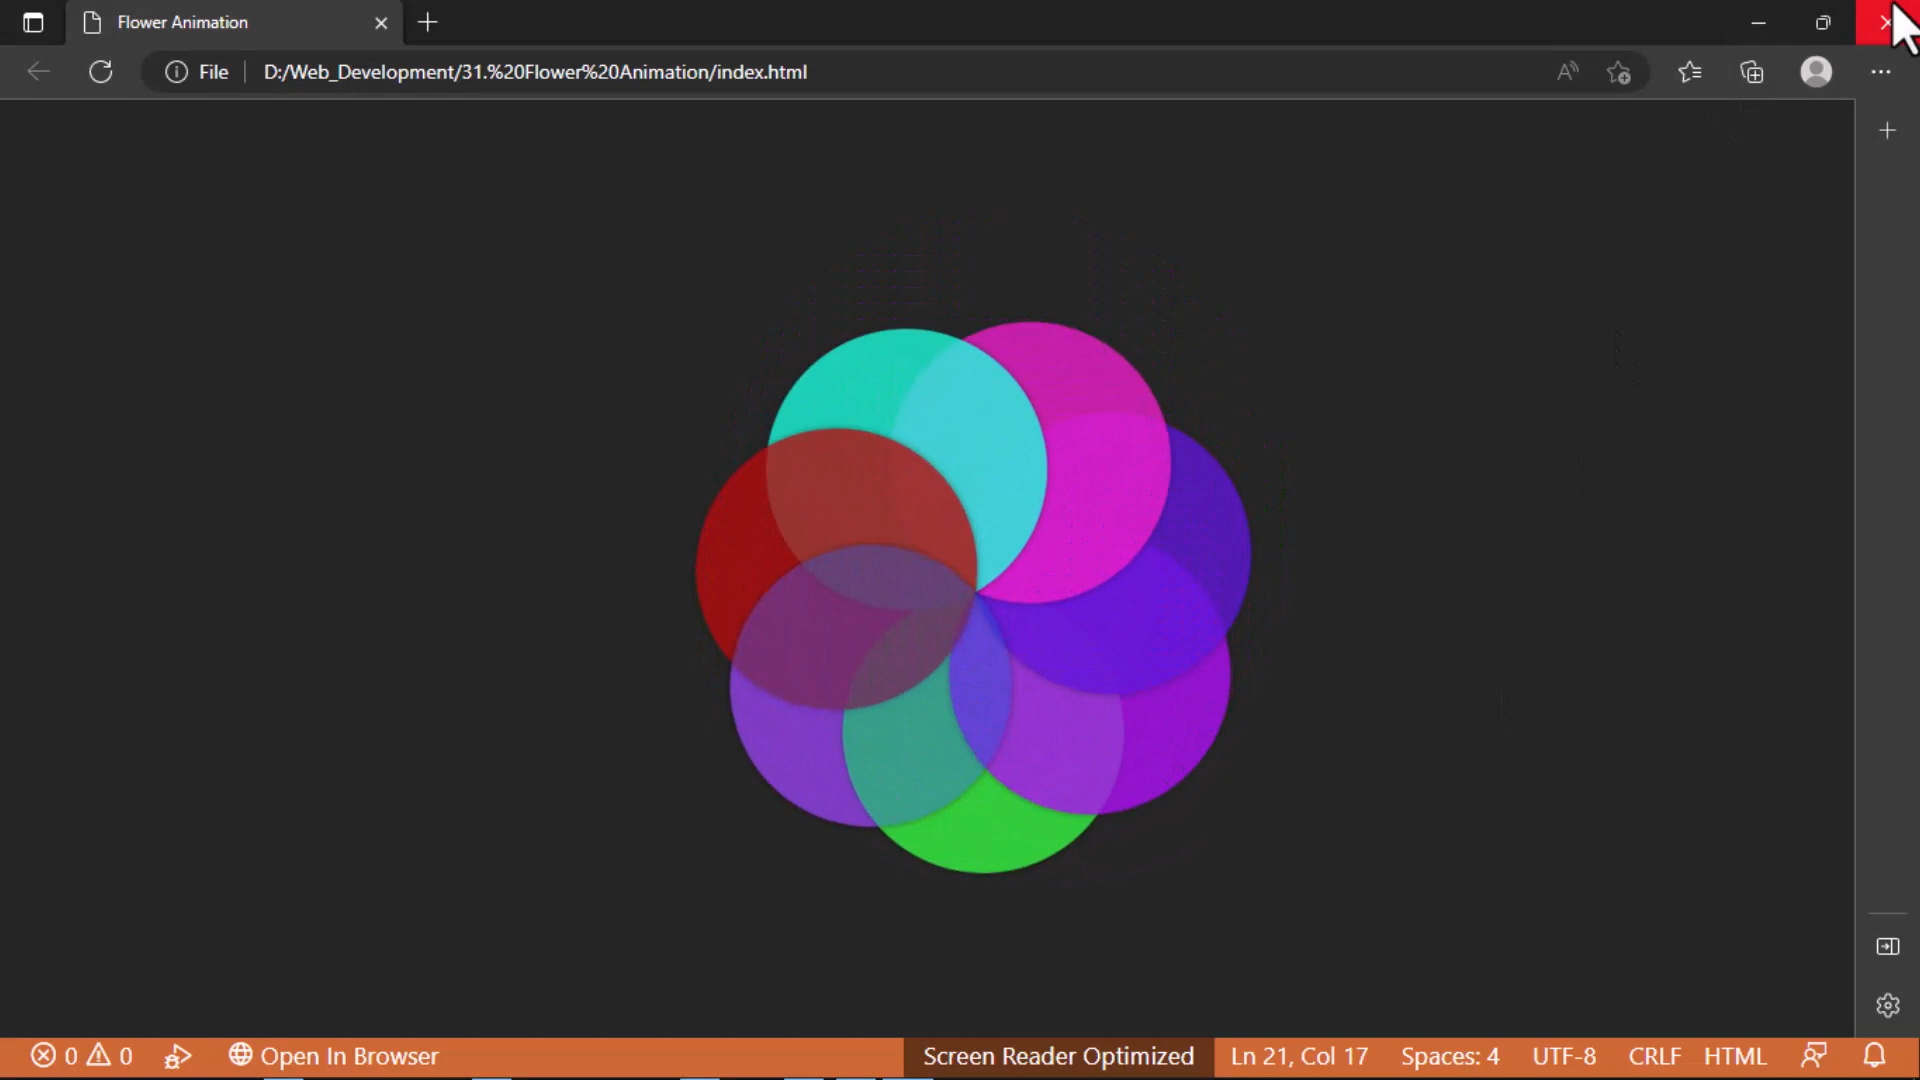 Flower Animation
File D:/Web_Development/31.%20Flower%20Animation/index.html
0 0 Open In Browser Screen Reader Optimized Ln 21, Col 17 Spaces: 4 UTF-8 CRLF HTML